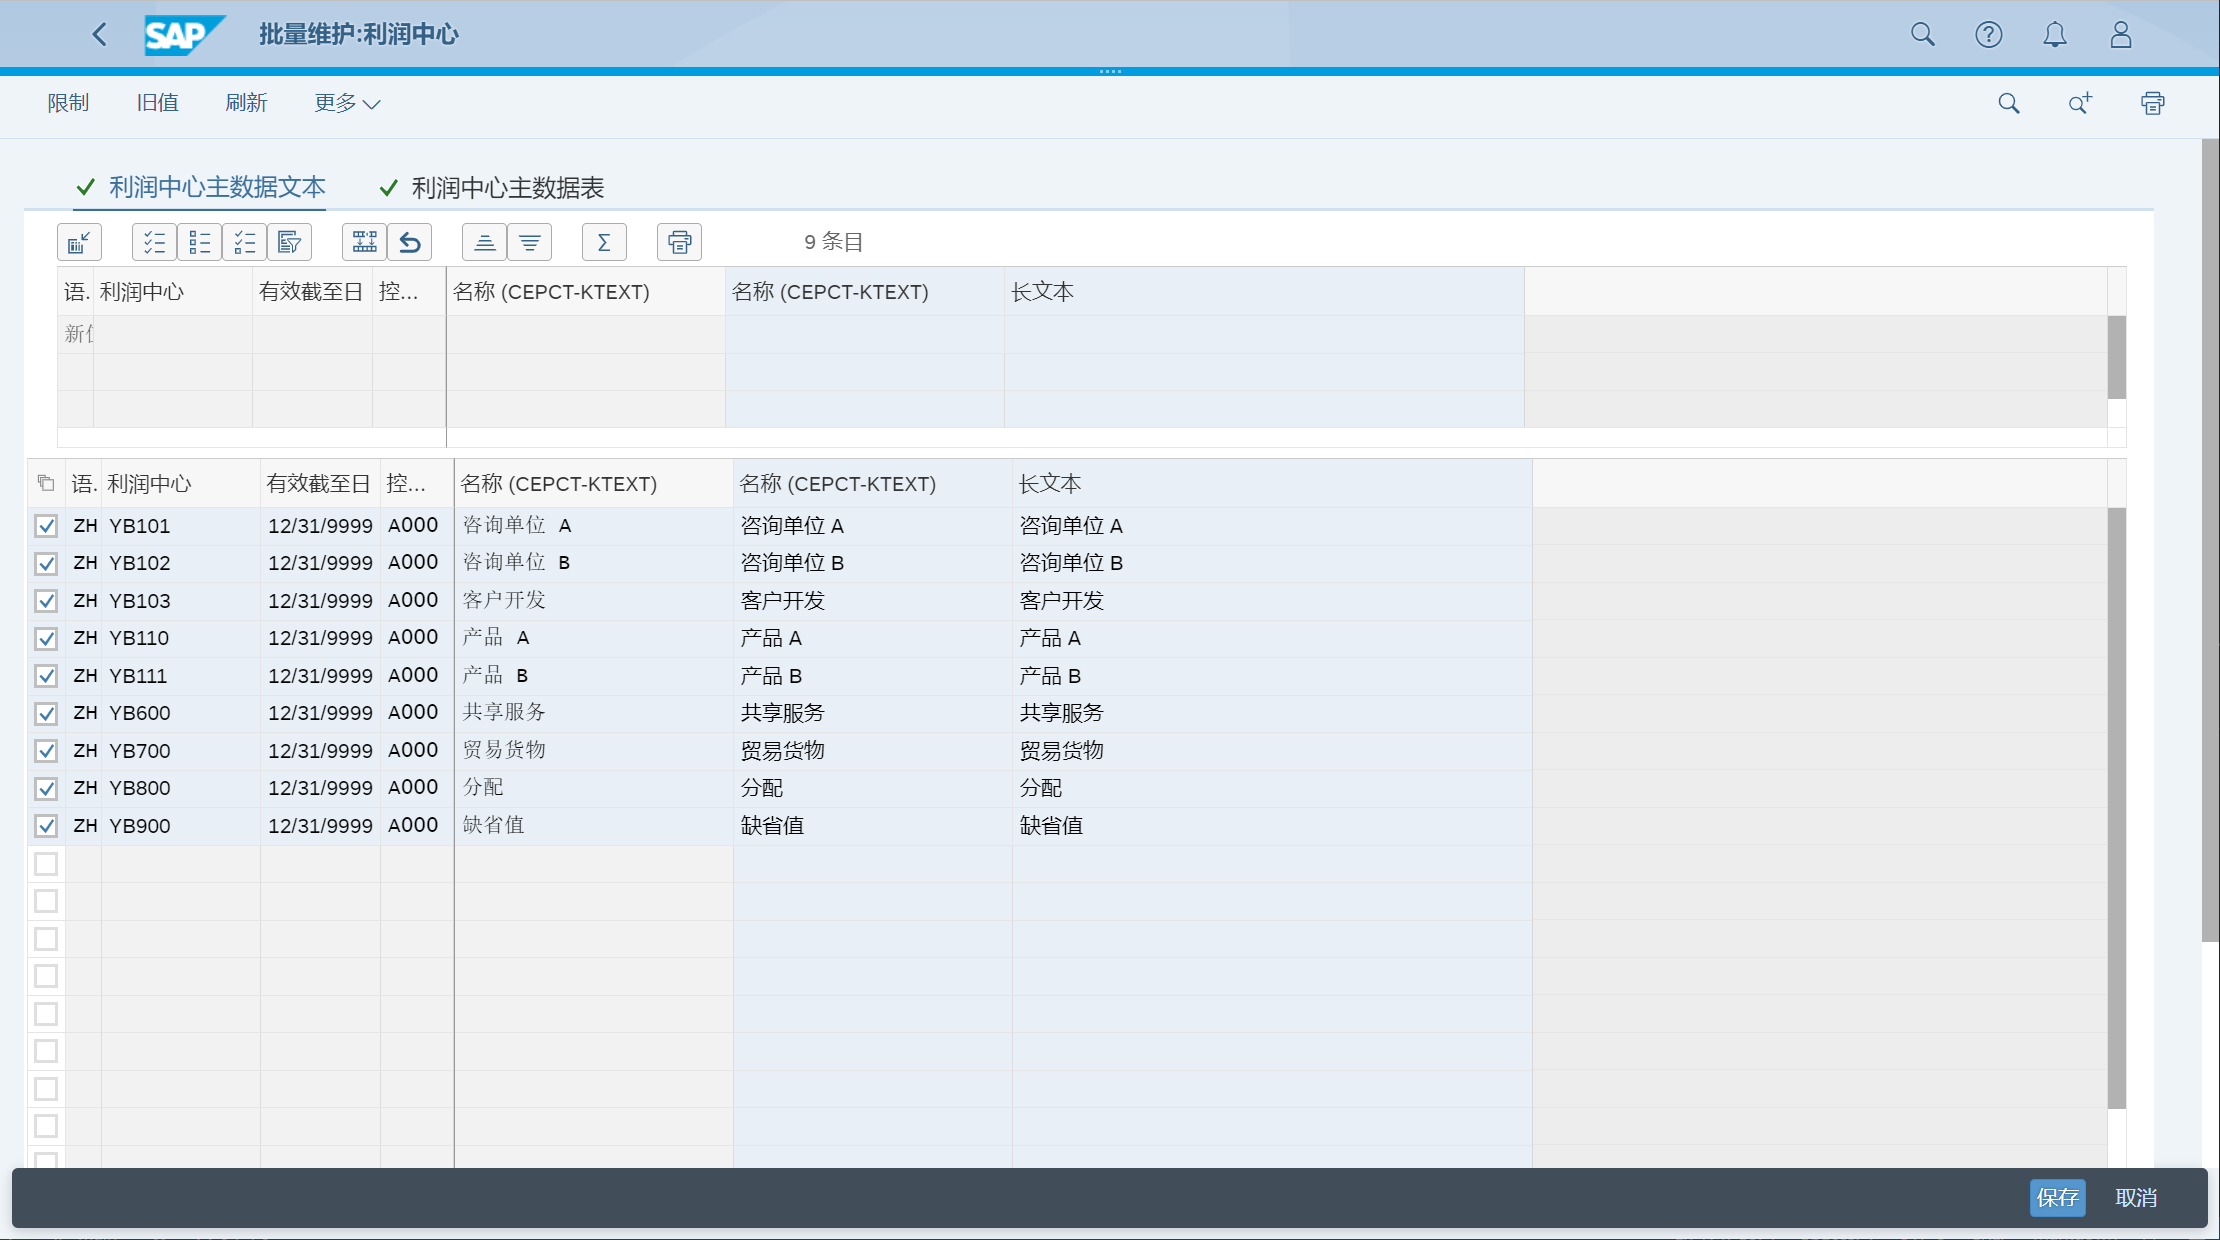 SAP 批量维护:利润中心
限制 旧值 刷新 更多
利润中心主数据文本 利润中心主数据表
9 条目
语. 利润中心 有效截至日 控... 名称 (CEPCT-KTEXT) 名称 (CEPCT-KTEXT) 长文本
新
语. 利润中心 有效截至日 控... 名称 (CEPCT-KTEXT) 名称 (CEPCT-KTEXT) 长文本
ZH YB101 12/31/9999 A000 咨询单位 A 咨询单位 A 咨询单位 A
ZH YB102 12/31/9999 A000 咨询单位 B 咨询单位 B 咨询单位 B
ZH YB103 12/31/9999 A000 客户开发 客户开发 客户开发
ZH YB110 12/31/9999 A000 产品 A 产品 A 产品 A
ZH YB111 12/31/9999 A000 产品 B 产品 B 产品 B
ZH YB600 12/31/9999 A000 共享服务 共享服务 共享服务
ZH YB700 12/31/9999 A000 贸易货物 贸易货物 贸易货物
ZH YB800 12/31/9999 A000 分配 分配 分配
ZH YB900 12/31/9999 A000 缺省值 缺省值 缺省值
保存 取消